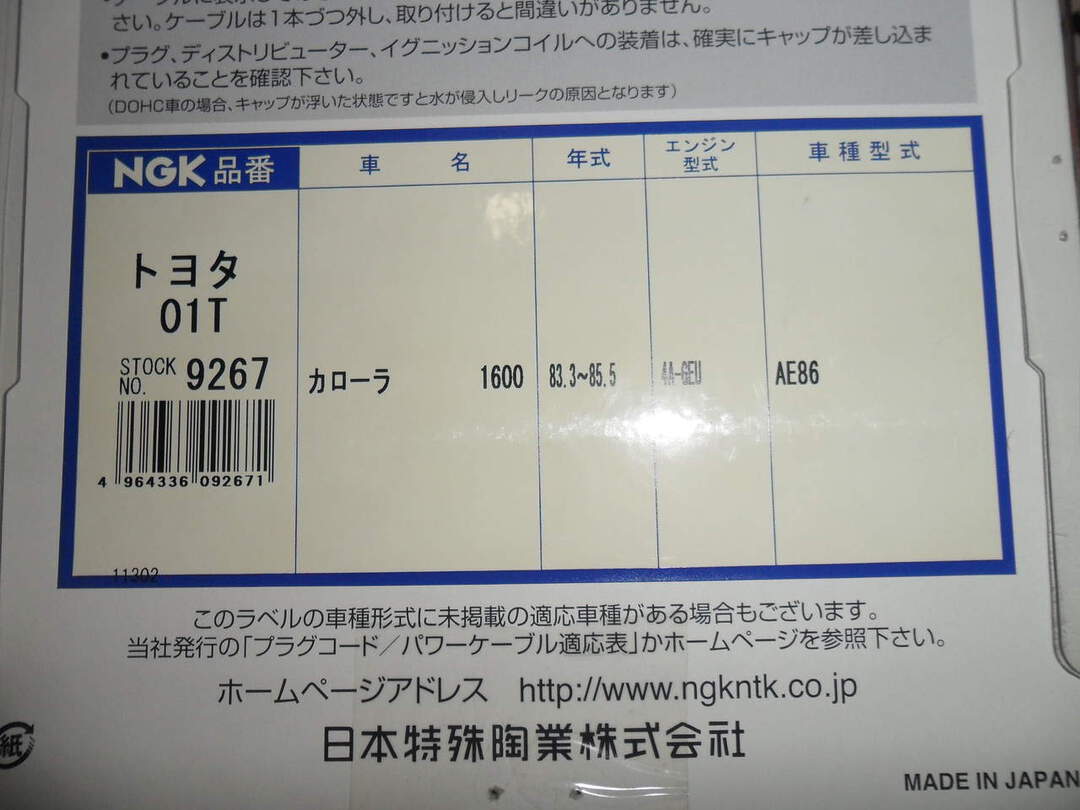 さい。ケーブルは1本づつ外し、取り付けると間違いがありません。
•プラグ、ディストリビューター、イグニッションコイルへの装着は、確実にキャップが差し込ま
れていることを確認下さい。
(DOHC車の場合、キャップが浮いた状態ですと水が侵入しリークの原因となります)
NGK品番 車 名 年式 エンジン型式 車種型式
トヨタ
01T
STOCK NO. 9267 カローラ 1600 83.3~85.5 4A-GEU AE86
4 964336 092671
11302
このラベルの車種形式に未掲載の適応車種がある場合もございます。
当社発行の「プラグコード/パワーケーブル適応表」かホームページを参照下さい。
ホームページアドレス http://www.ngkntk.co.jp
日本特殊陶業株式会社
紙
MADE IN JAPAN